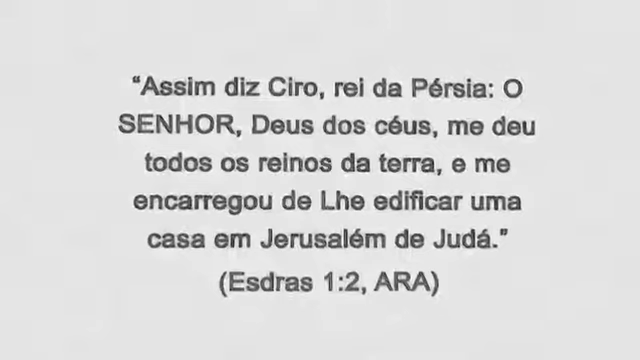 “Assim diz Ciro, rei da Pérsia: O
SENHOR, Deus dos céus, me deu
todos os reinos da terra, e me
encarregou de Lhe edificar uma
casa em Jerusalém de Judá.”
(Esdras 1:2, ARA)